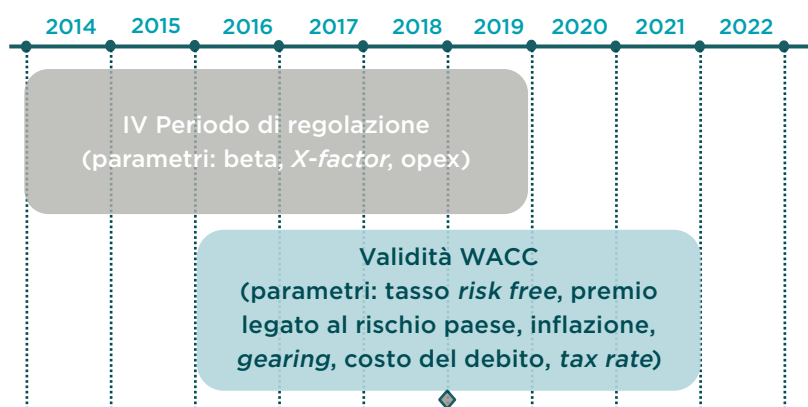 2014 2015 2016 2017 2018 2019 2020 2021 2022
IV Periodo di regolazione
(parametri: beta, X-factor, opex)
Validità WACC
(parametri: tasso risk free, premio
legato al rischio paese, inflazione,
gearing, costo del debito, tax rate)